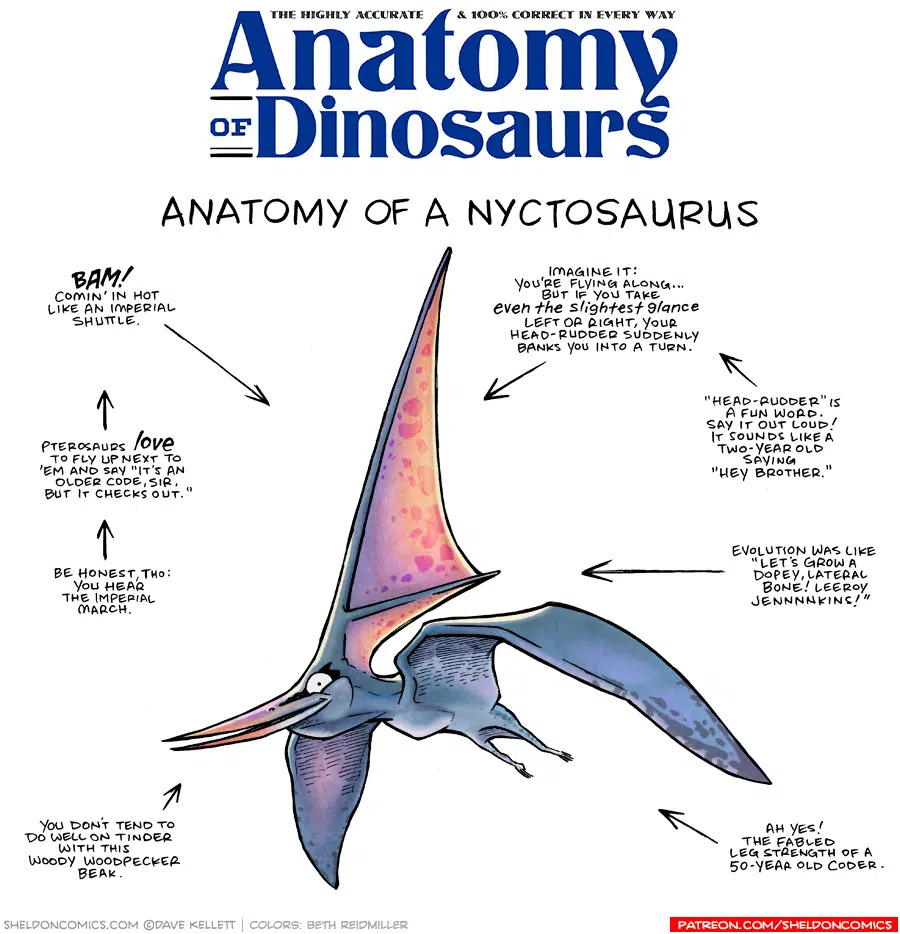 THE HIGHLY ACCURATE & 100% CORRECT IN EVERY WAY
Anatomy
OF Dinosaurs
ANATOMY OF A NYCTOSAURUS
BAM!
COMIN' IN HOT
LIKE AN IMPERIAL
SHUTTLE.
PTEROSAURS love
TO FLY UP NEXT TO
'EM AND SAY "IT'S AN
OLDER CODE, SIR,
BUT IT CHECKS OUT."
BE HONEST, THO:
YOU HEAR
THE IMPERIAL
MARCH.
IMAGINE IT:
YOU'RE FLYING ALONG...
BUT IF YOU TAKE
even the slightest glance
LEFT OR RIGHT, YOUR
HEAD-RUDDER SUDDENLY
BANKS YOU INTO A TURN.
"HEAD-RUDDER" IS
A FUN WORD.
SAY IT OUT LOUD!
IT SOUNDS LIKE A
TWO-YEAR OLD
SAYING
"HEY BROTHER."
EVOLUTION WAS LIKE
"LET'S GROW A
DOPEY, LATERAL
BONE! LEEROY
JENNNNKINS!"
YOU DON'T TEND TO
DO WELL ON TINDER
WITH THIS
WOODY WOODPECKER
BEAK.
AH YES!
THE FABLED
LEG STRENGTH OF A
50-YEAR OLD CODER.
SHELDONCOMICS.COM ©DAVE KELLETT | COLORS: BETH REIDMILLER
PATREON.COM/SHELDONCOMICS